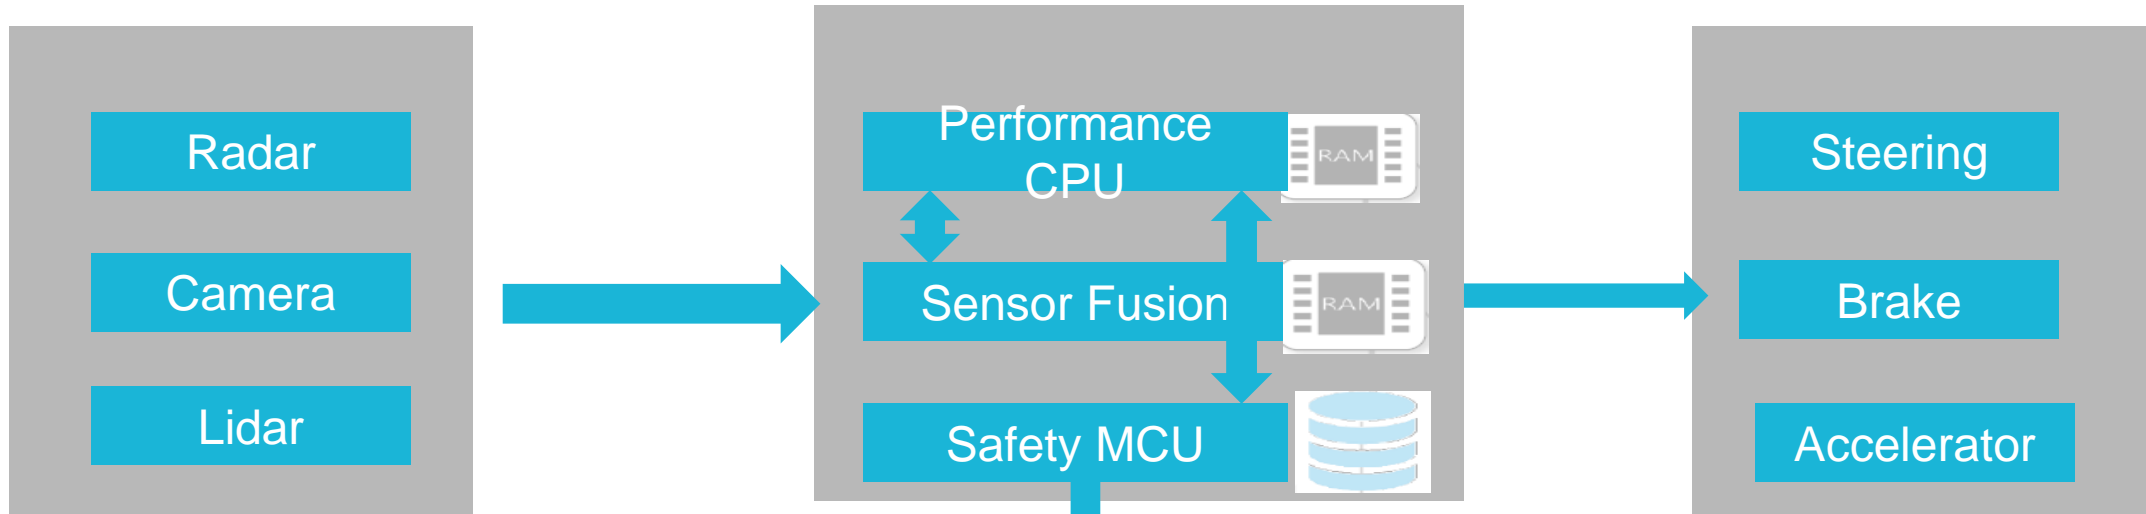 Radar
Camera
Lidar
Performance
CPU
RAM
Sensor Fusion
RAM
Safety MCU
Steering
Brake
Accelerator